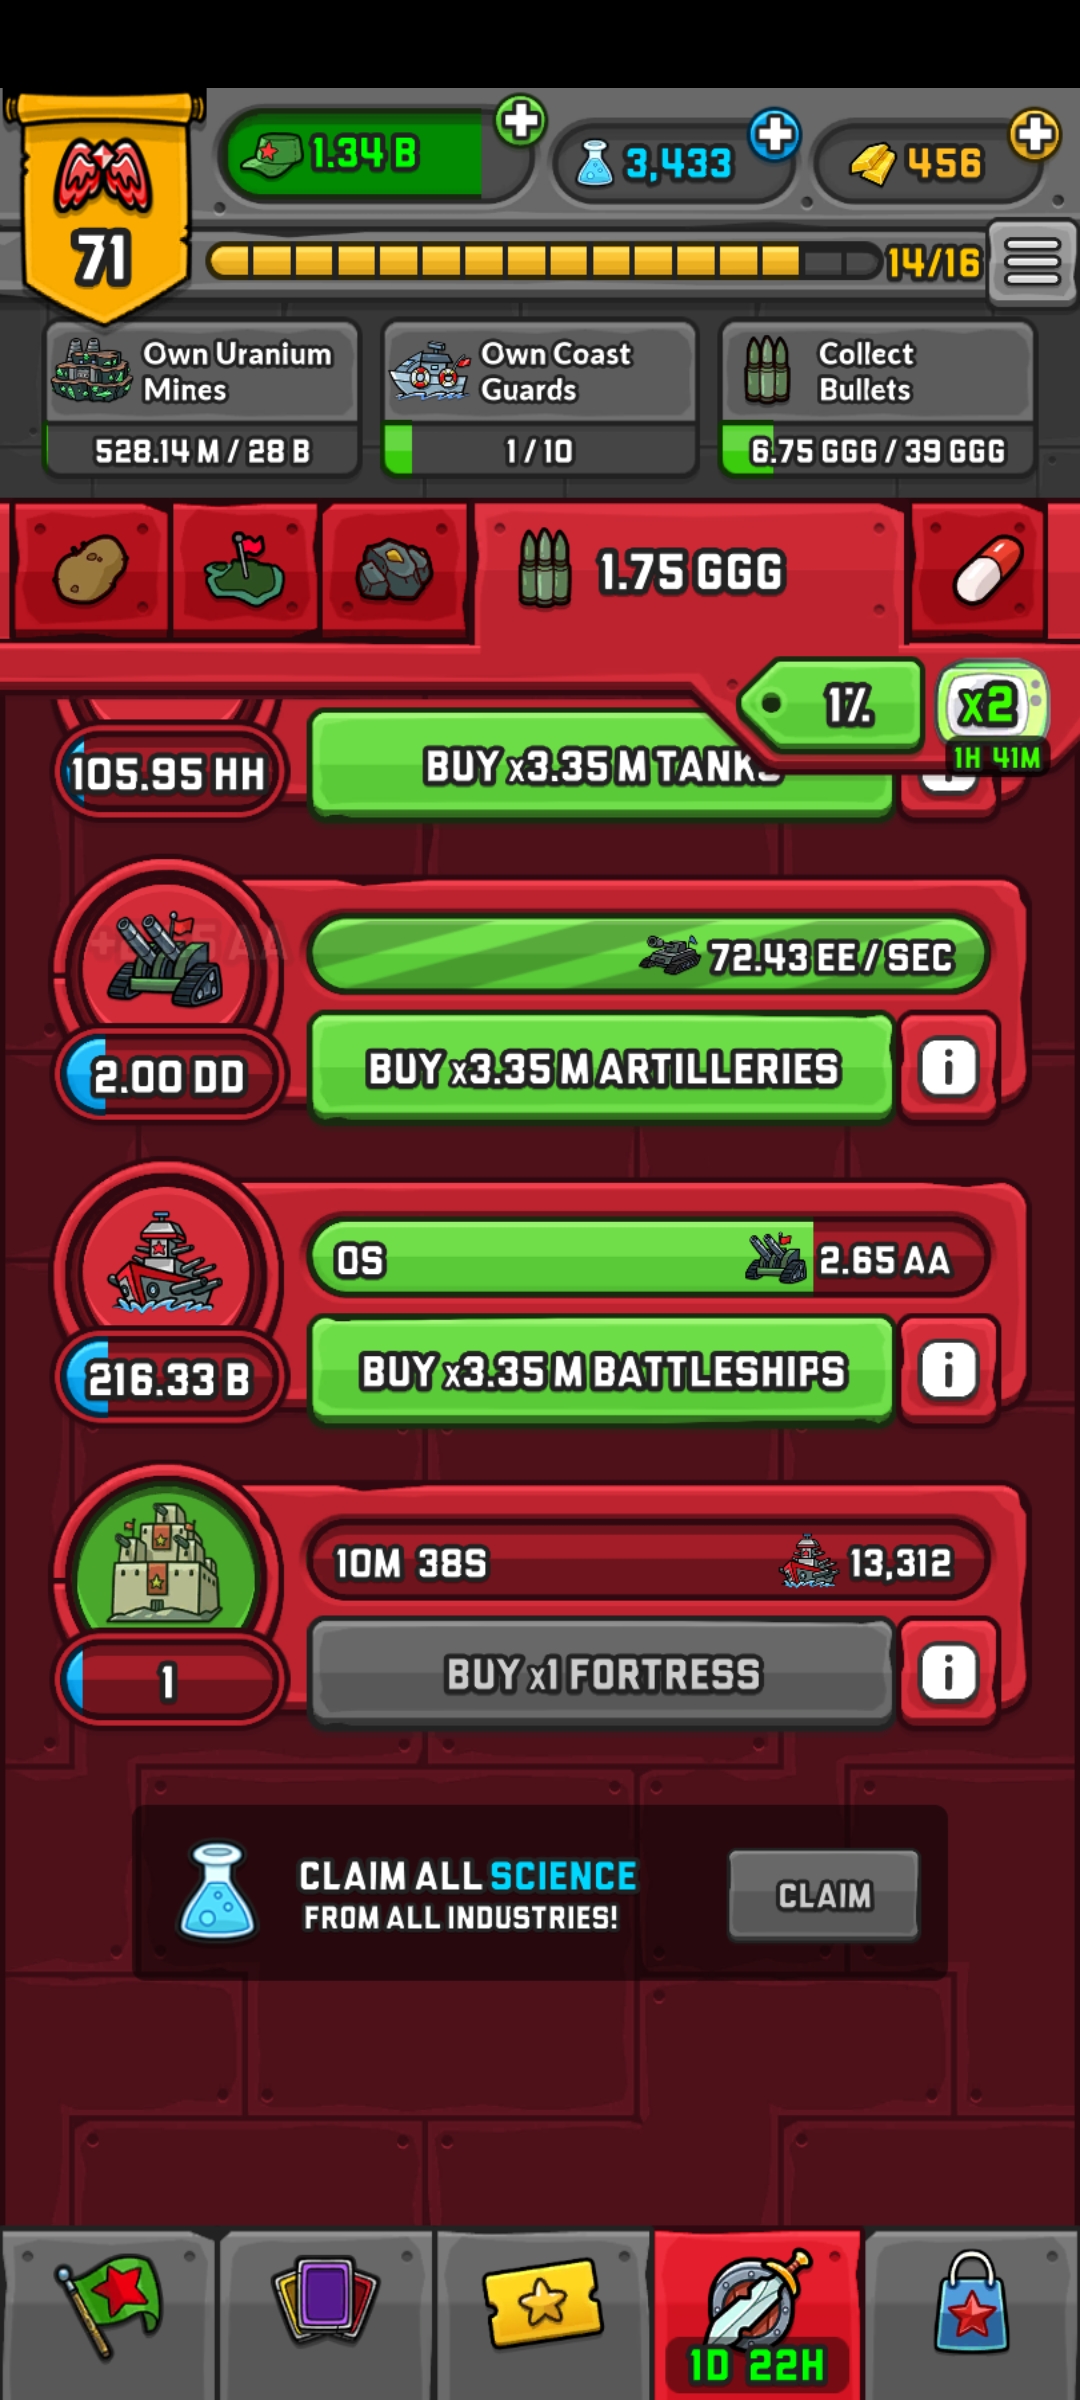 71
1.34 B
3,433
456
14/16
Own Uranium
Mines
528.14 M / 28 B
Own Coast
Guards
1 / 10
Collect
Bullets
6.75 GGG / 39 GGG
1.75 GGG
1%
x2
1H 41M
105.95 HH
BUY x3.35 M TANKS
72.43 EE / SEC
2.00 DD
BUY x3.35 M ARTILLERIES
i
0S
2.65 AA
216.33 B
BUY x3.35 M BATTLESHIPS
i
10M 38S
13,312
1
BUY x1 FORTRESS
i
CLAIM ALL SCIENCE
FROM ALL INDUSTRIES!
CLAIM
1D 22H